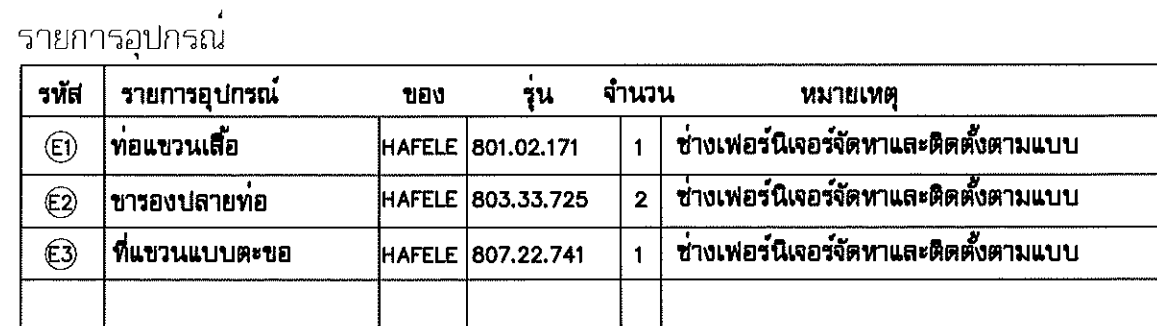 รายการอุปกรณ์
รหัส รายการอุปกรณ์ ของ รุ่น จำนวน หมายเหตุ
E1 ท่อแขวนเสื้อ HAFELE 801.02.171 1 ช่างเฟอร์นิเจอร์จัดหาและติดตั้งตามแบบ
E2 ขารองปลายท่อ HAFELE 803.33.725 2 ช่างเฟอร์นิเจอร์จัดหาและติดตั้งตามแบบ
E3 ที่แขวนแบบตะขอ HAFELE 807.22.741 1 ช่างเฟอร์นิเจอร์จัดหาและติดตั้งตามแบบ